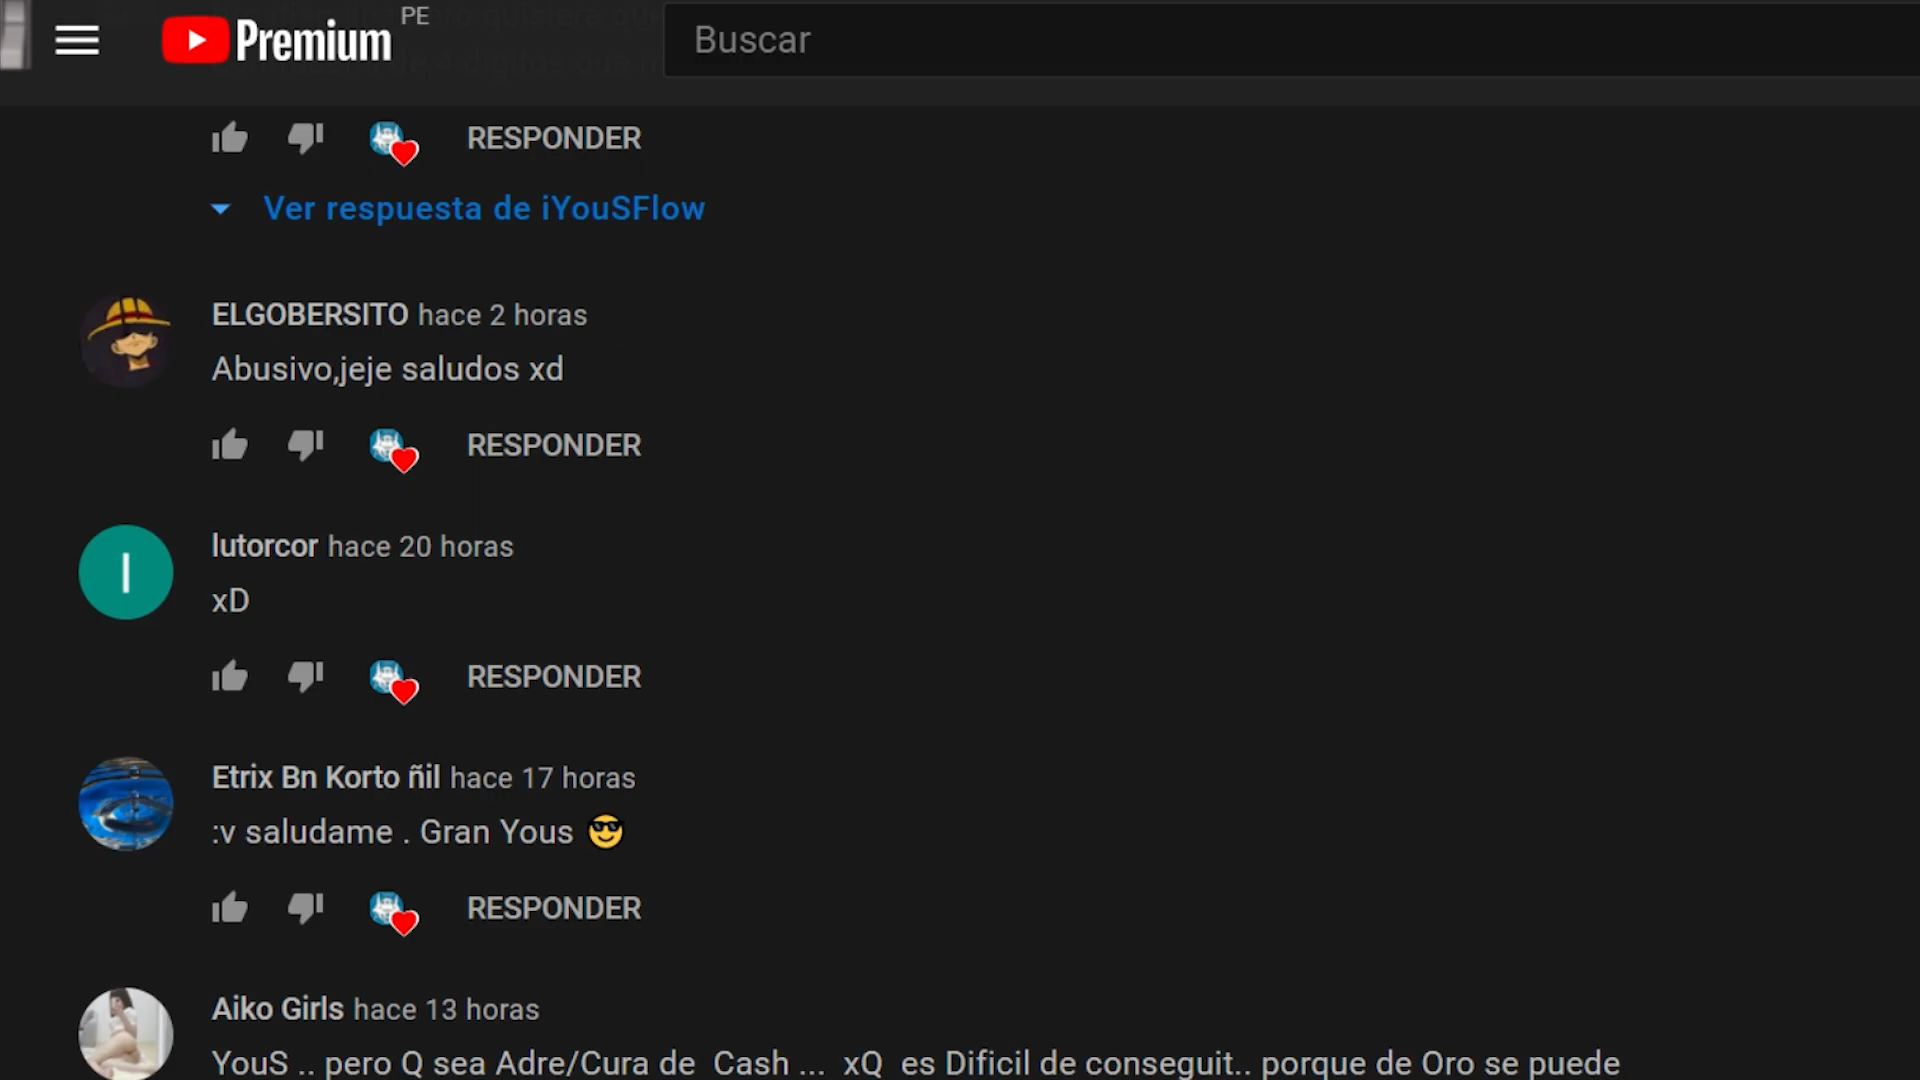 PE
Premium
Buscar
RESPONDER
Ver respuesta de iYouSFlow
ELGOBERSITO hace 2 horas
Abusivo,jeje saludos xd
RESPONDER
l
lutorcor hace 20 horas
xD
RESPONDER
Etrix Bn Korto ñil hace 17 horas
:v saludame . Gran Yous 😎
RESPONDER
Aiko Girls hace 13 horas
YouS .. pero Q sea Adre/Cura de Cash ... xQ es Dificil de conseguit.. porque de Oro se puede